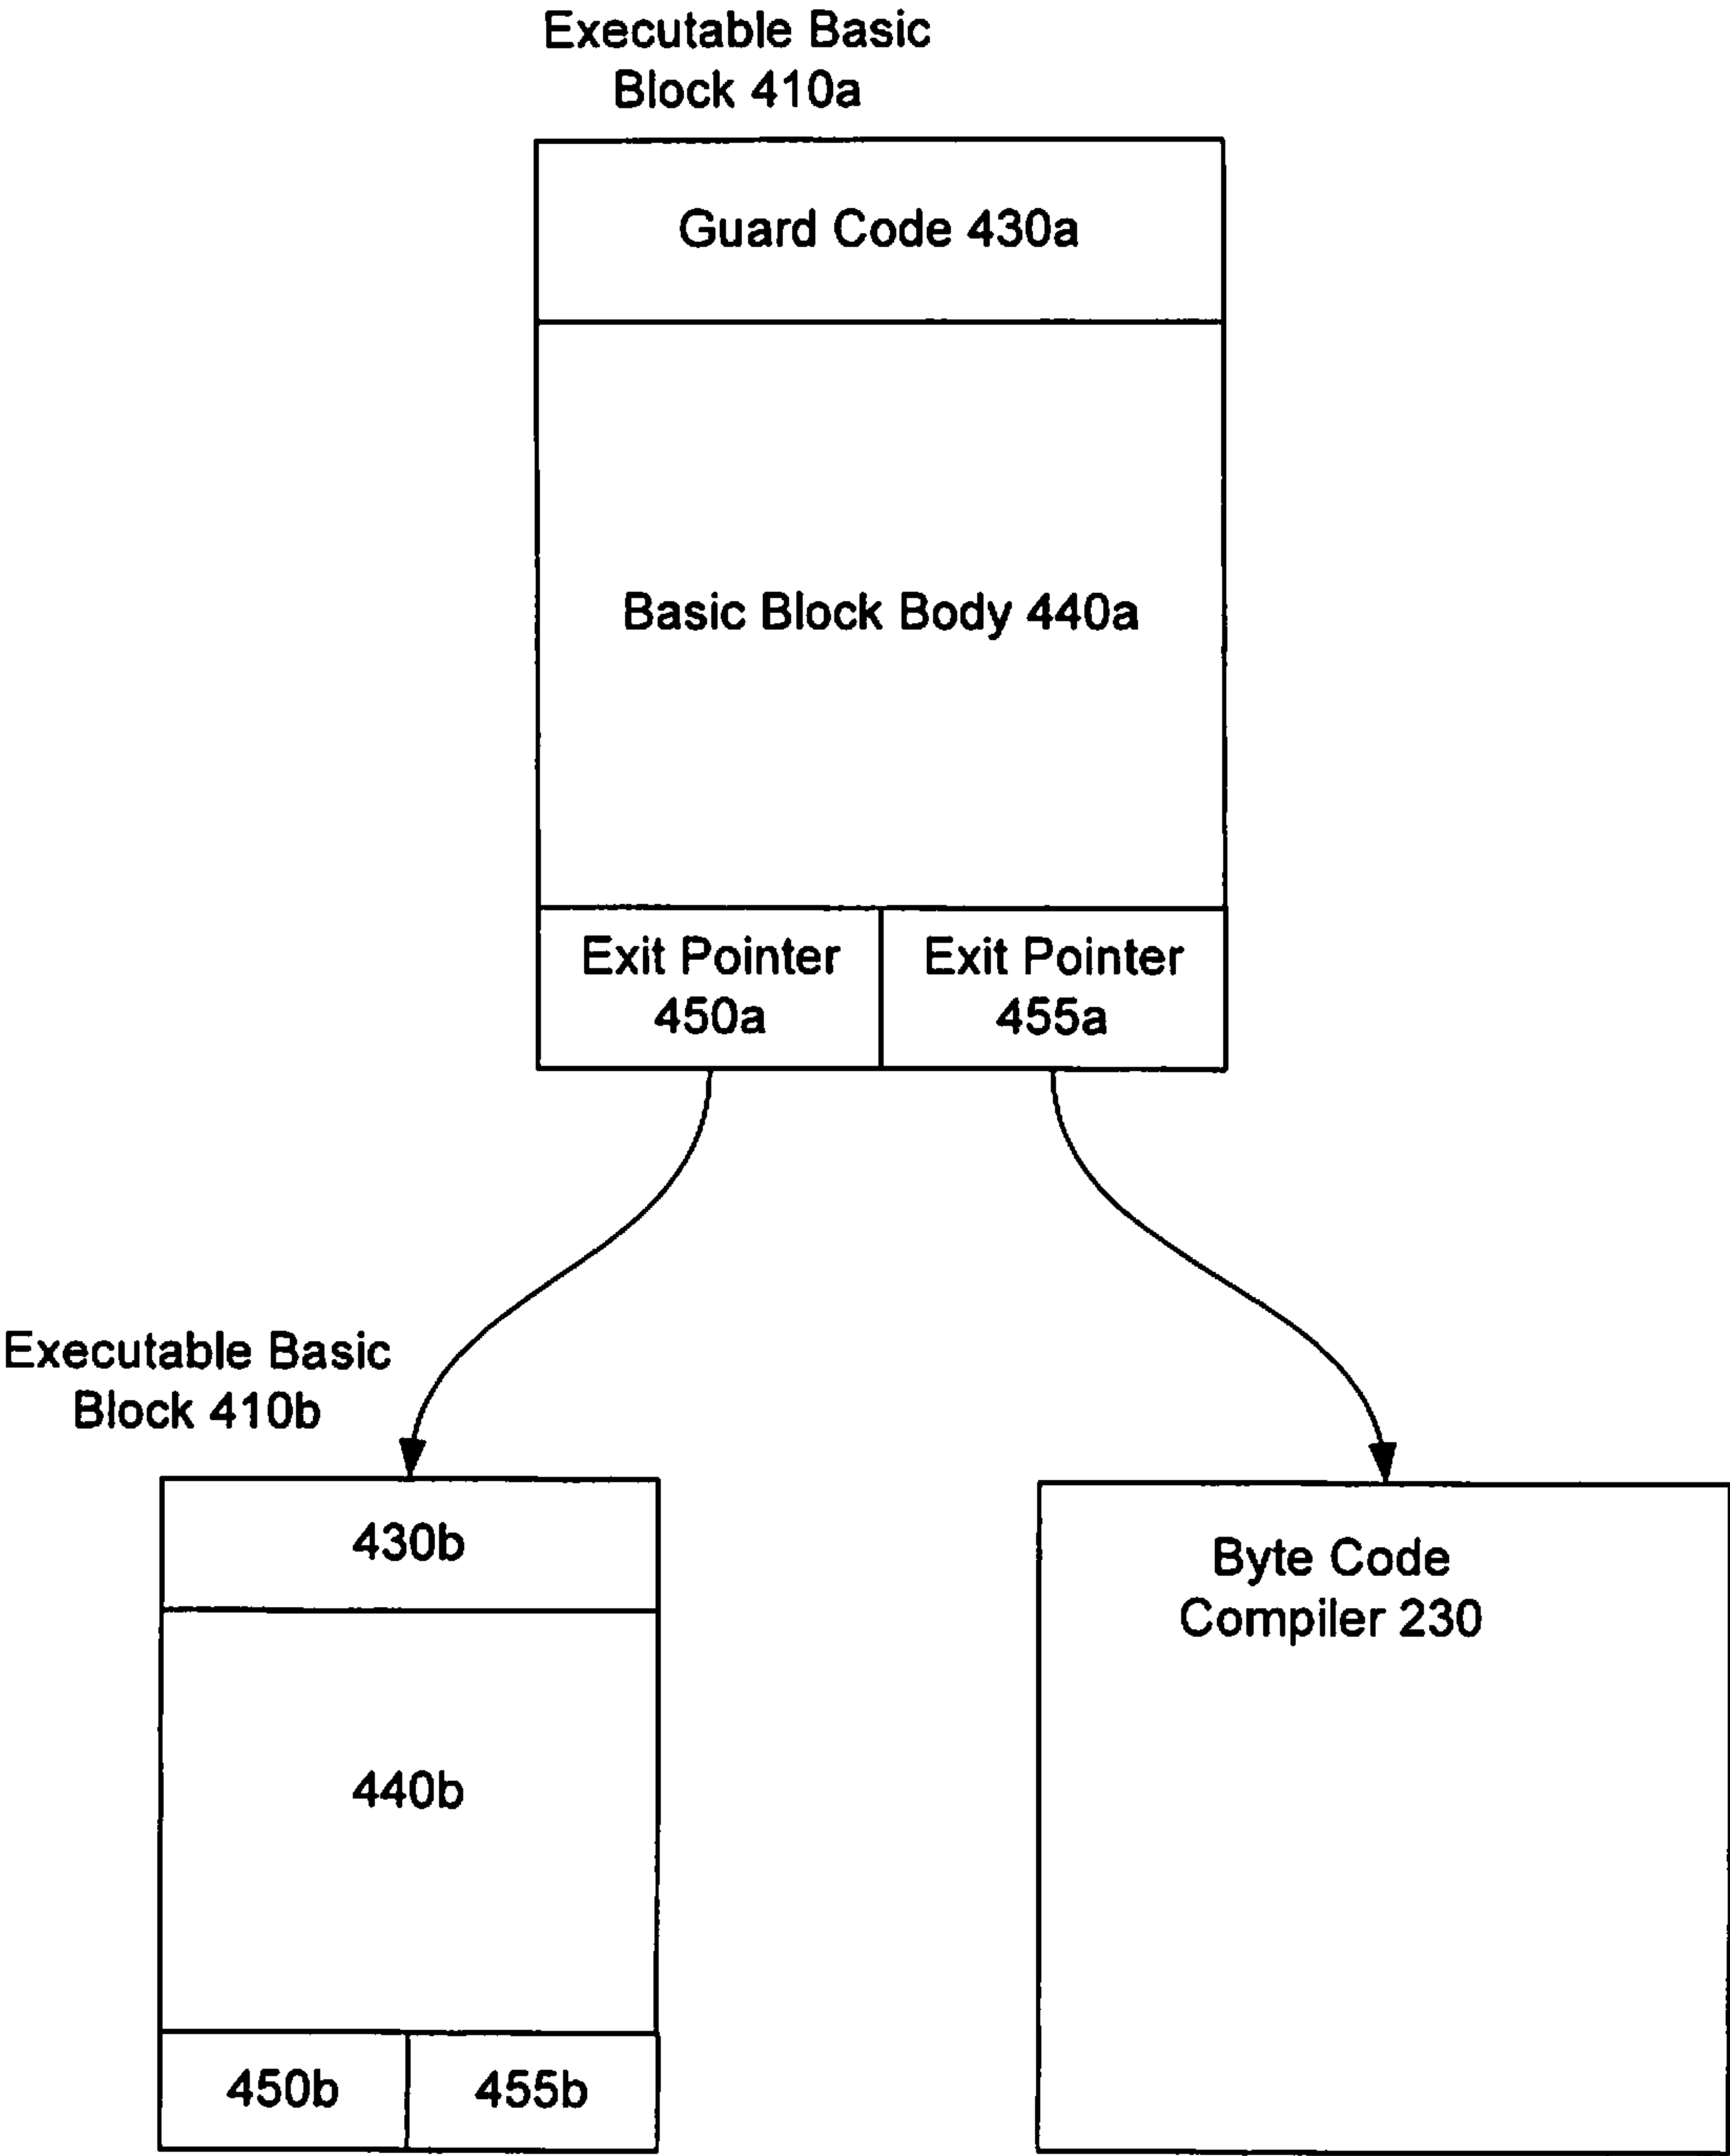 Executable Basic
Block 410a
Guard Code 430a
Basic Block Body 440a
Exit Pointer
450a
Exit Pointer
455a
Executable Basic
Block 410b
430b
440b
450b
455b
Byte Code
Compiler 230